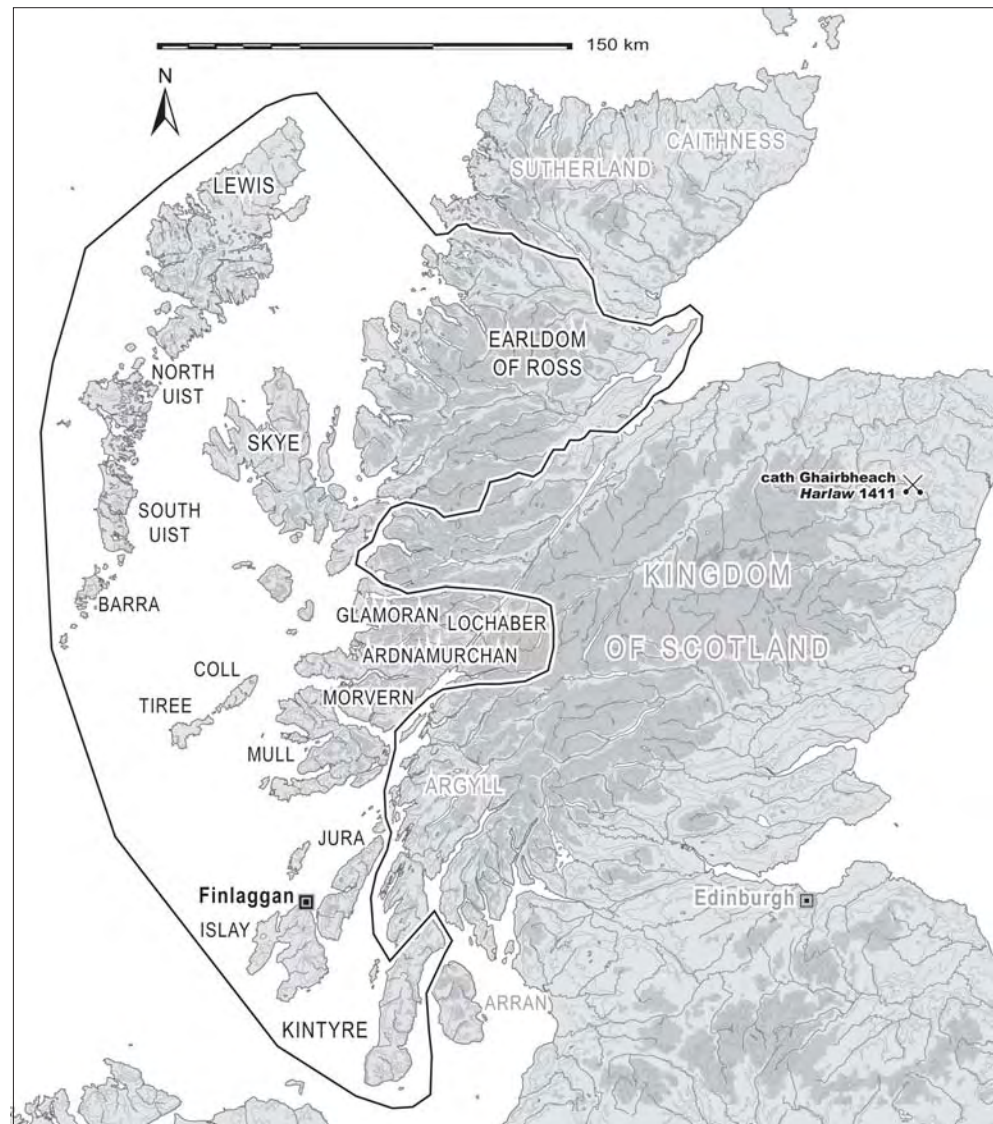 150 km
N
CAITHNESS
SUTHERLAND
LEWIS
EARLDOM
OF ROSS
NORTH
UIST
SKYE
cath Ghairbheach
Harlaw 1411
SOUTH
UIST
KINGDOM
OF SCOTLAND
BARRA
GLAMORAN
LOCHABER
ARDNAMURCHAN
COLL
MORVERN
TIREE
MULL
ARGYLL
JURA
Finlaggan
Edinburgh
ISLAY
ARRAN
KINTYRE